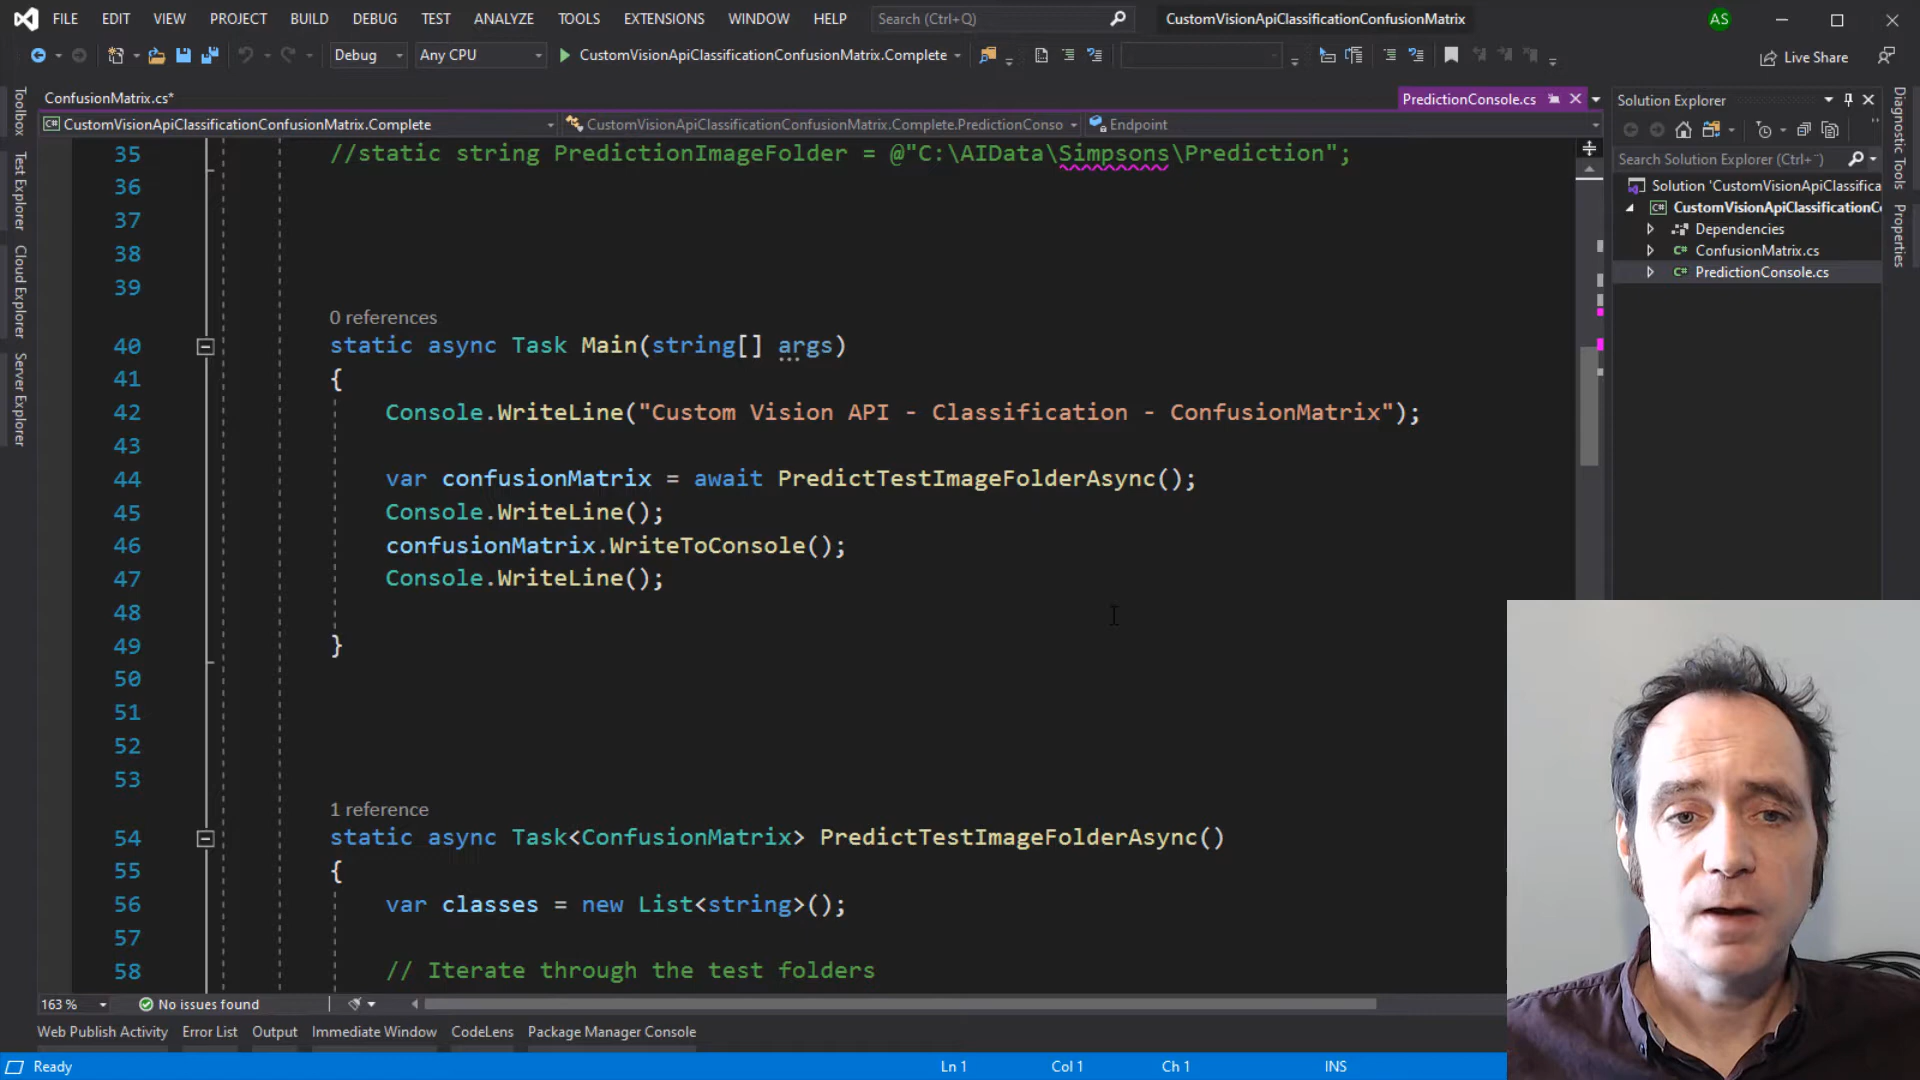 FILE EDIT VIEW PROJECT BUILD DEBUG TEST ANALYZE TOOLS EXTENSIONS WINDOW HELP Search (Ctrl+Q) CustomVisionApiClassificationConfusionMatrix AS
Debug Any CPU CustomVisionApiClassificationConfusionMatrix.Complete Live Share
ConfusionMatrix.cs* PredictionConsole.cs
CustomVisionApiClassificationConfusionMatrix.Complete CustomVisionApiClassificationConfusionMatrix.Complete.PredictionConso Endpoint
35 //static string PredictionImageFolder = @"C:\AIData\Simpsons\Prediction";
36
37
38
39
0 references
40 static async Task Main(string[] args)
41 {
42 Console.WriteLine("Custom Vision API - Classification - ConfusionMatrix");
43
44 var confusionMatrix = await PredictTestImageFolderAsync();
45 Console.WriteLine();
46 confusionMatrix.WriteToConsole();
47 Console.WriteLine();
48
49 }
50
51
52
53
1 reference
54 static async Task<ConfusionMatrix> PredictTestImageFolderAsync()
55 {
56 var classes = new List<string>();
57
58 // Iterate through the test folders
163 % No issues found
Web Publish Activity Error List Output Immediate Window CodeLens Package Manager Console
Ready Ln 1 Col 1 Ch 1 INS
Toolbox
Test Explorer
Cloud Explorer
Server Explorer
Solution Explorer
Search Solution Explorer (Ctrl+¨)
Solution 'CustomVisionApiClassifica
CustomVisionApiClassificationC
Dependencies
C# ConfusionMatrix.cs
C# PredictionConsole.cs
Diagnostic Tools
Properties